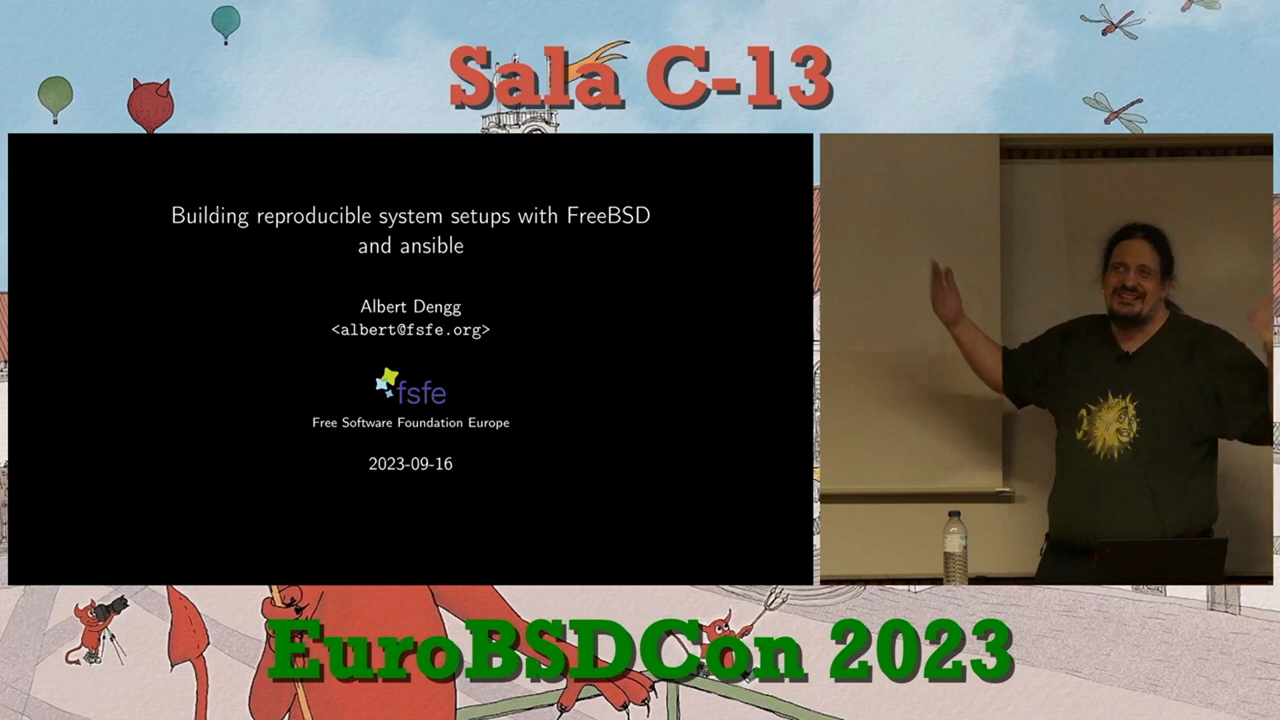 Sala C-13
Building reproducible system setups with FreeBSD
and ansible
Albert Dengg
<albert@fsfe.org>
fsfe
Free Software Foundation Europe
2023-09-16
EuroBSDCon 2023